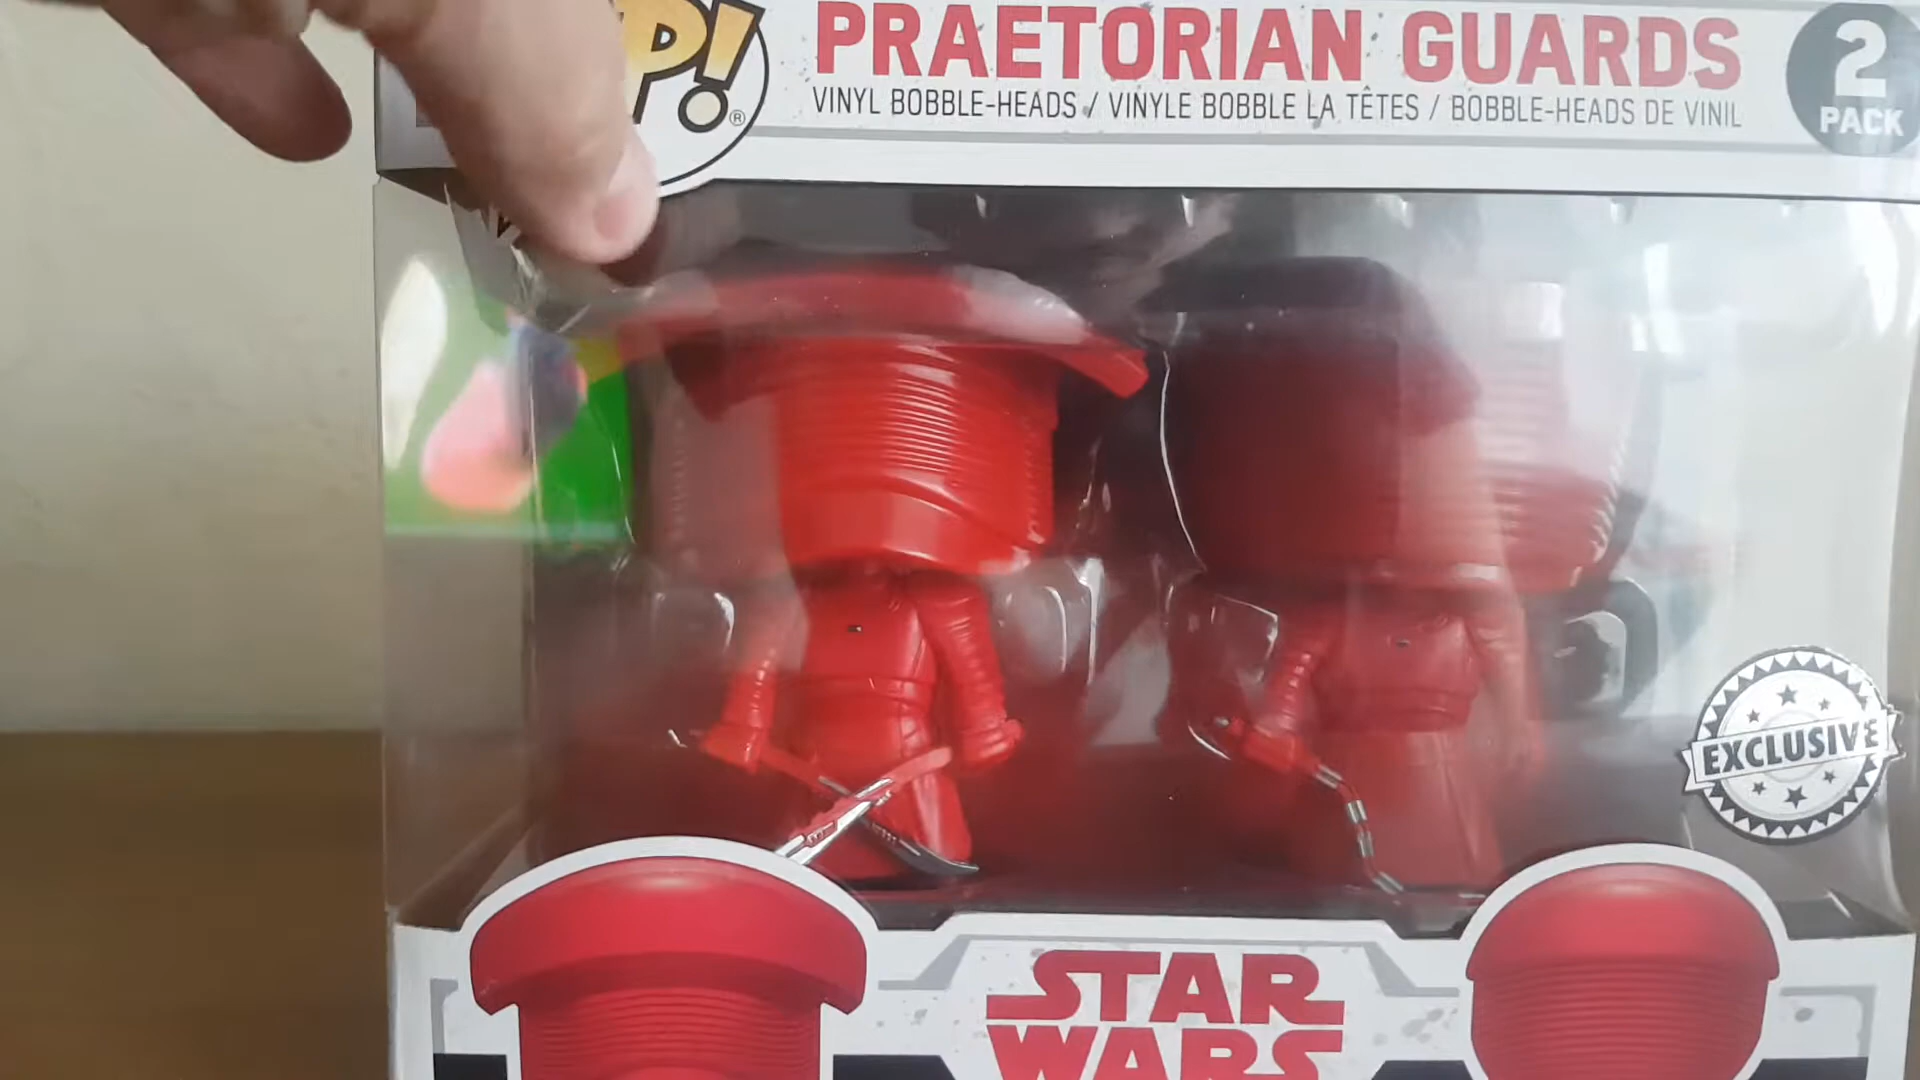 P!
®
PRAETORIAN GUARDS
VINYL BOBBLE-HEADS / VINYLE BOBBLE LA TÊTES / BOBBLE-HEADS DE VINIL
2
PACK
EXCLUSIVE
STAR
WARS